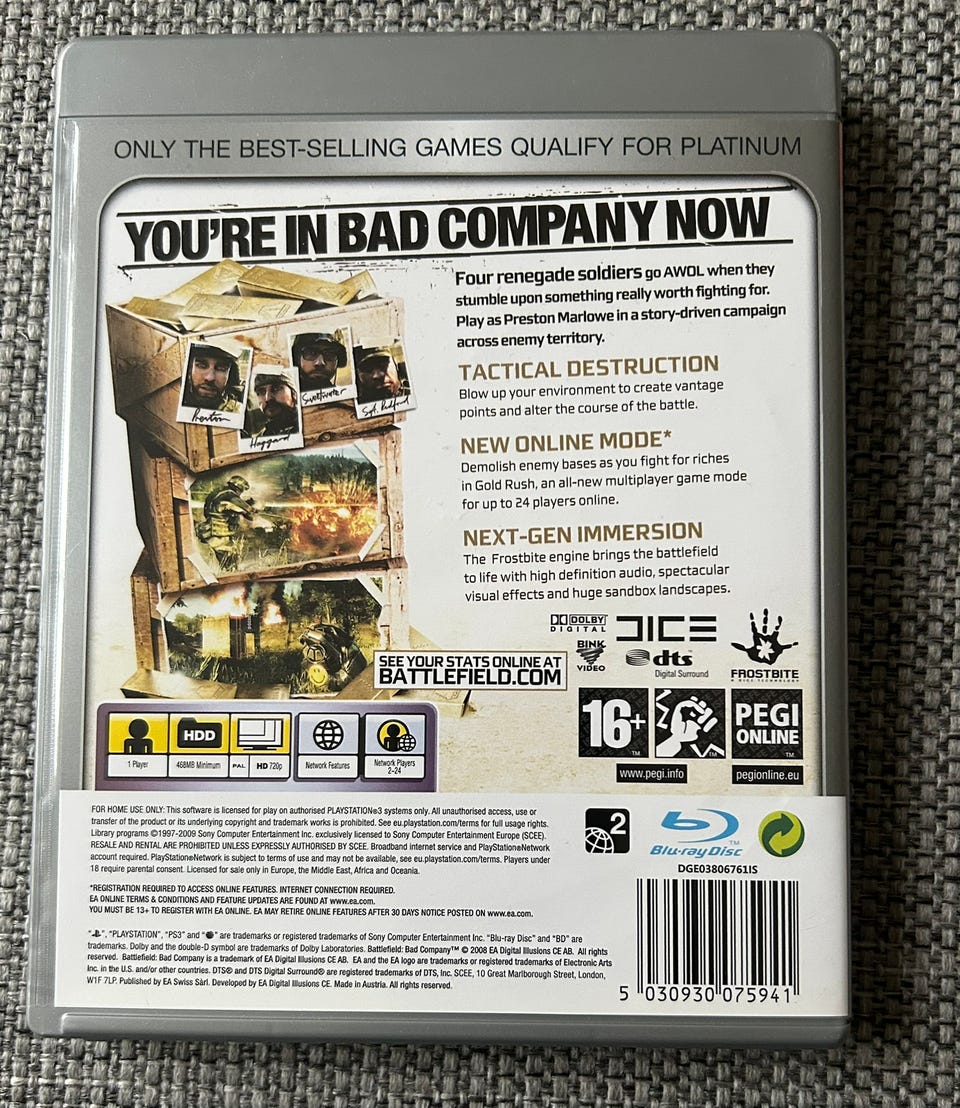 ONLY THE BEST-SELLING GAMES QUALIFY FOR PLATINUM
YOU'RE IN BAD COMPANY NOW
Four renegade soldiers go AWOL when they
stumble upon something really worth fighting for.
Play as Preston Marlowe in a story-driven campaign
across enemy territory.
Preston
Haggard
Sweetwater
Sgt. Redford
TACTICAL DESTRUCTION
Blow up your environment to create vantage
points and alter the course of the battle.
NEW ONLINE MODE*
Demolish enemy bases as you fight for riches
in Gold Rush, an all-new multiplayer game mode
for up to 24 players online.
NEXT-GEN IMMERSION
The Frostbite engine brings the battlefield
to life with high definition audio, spectacular
visual effects and huge sandbox landscapes.
DOLBY
DIGITAL
DICE
BINK
VIDEO
dts
Digital Surround
FROSTBITE
SEE YOUR STATS ONLINE AT
BATTLEFIELD.COM
16+
TM
TM
PEGI
ONLINE
TM
www.pegi.info
pegionline.eu
HDD
1 Player
468MB Minimum
PAL
HD 720p
Network Features
Network Players
2-24
FOR HOME USE ONLY: This software is licensed for play on authorised PLAYSTATION®3 systems only. All unauthorised access, use or
transfer of the product or its underlying copyright and trademark works is prohibited. See eu.playstation.com/terms for full usage rights.
Library programs ©1997-2009 Sony Computer Entertainment Inc. exclusively licensed to Sony Computer Entertainment Europe (SCEE).
RESALE AND RENTAL ARE PROHIBITED UNLESS EXPRESSLY AUTHORISED BY SCEE. Broadband internet service and PlayStation®Network
account required. PlayStation®Network is subject to terms of use and may not be available, see eu.playstation.com/terms. Players under
18 require parental consent. Licensed for sale only in Europe, the Middle East, Africa and Oceania.
*REGISTRATION REQUIRED TO ACCESS ONLINE FEATURES. INTERNET CONNECTION REQUIRED.
EA ONLINE TERMS & CONDITIONS AND FEATURE UPDATES ARE FOUND AT www.ea.com.
YOU MUST BE 13+ TO REGISTER WITH EA ONLINE. EA MAY RETIRE ONLINE FEATURES AFTER 30 DAYS NOTICE POSTED ON www.ea.com.
" ", "PLAYSTATION", "PS3" and " " are trademarks or registered trademarks of Sony Computer Entertainment Inc. "Blu-ray Disc" and "BD" are
trademarks. Dolby and the double-D symbol are trademarks of Dolby Laboratories. Battlefield: Bad Company™ © 2008 EA Digital Illusions CE AB. All rights
reserved. Battlefield: Bad Company is a trademark of EA Digital Illusions CE AB. EA and the EA logo are trademarks or registered trademarks of Electronic Arts
Inc. in the U.S. and/or other countries. DTS® and DTS Digital Surround® are registered trademarks of DTS, Inc. SCEE, 10 Great Marlborough Street, London,
W1F 7LP. Published by EA Swiss Sàrl. Developed by EA Digital Illusions CE. Made in Austria. All rights reserved.
2
Blu-ray Disc
TM
DGE03806761IS
5 030930 075941